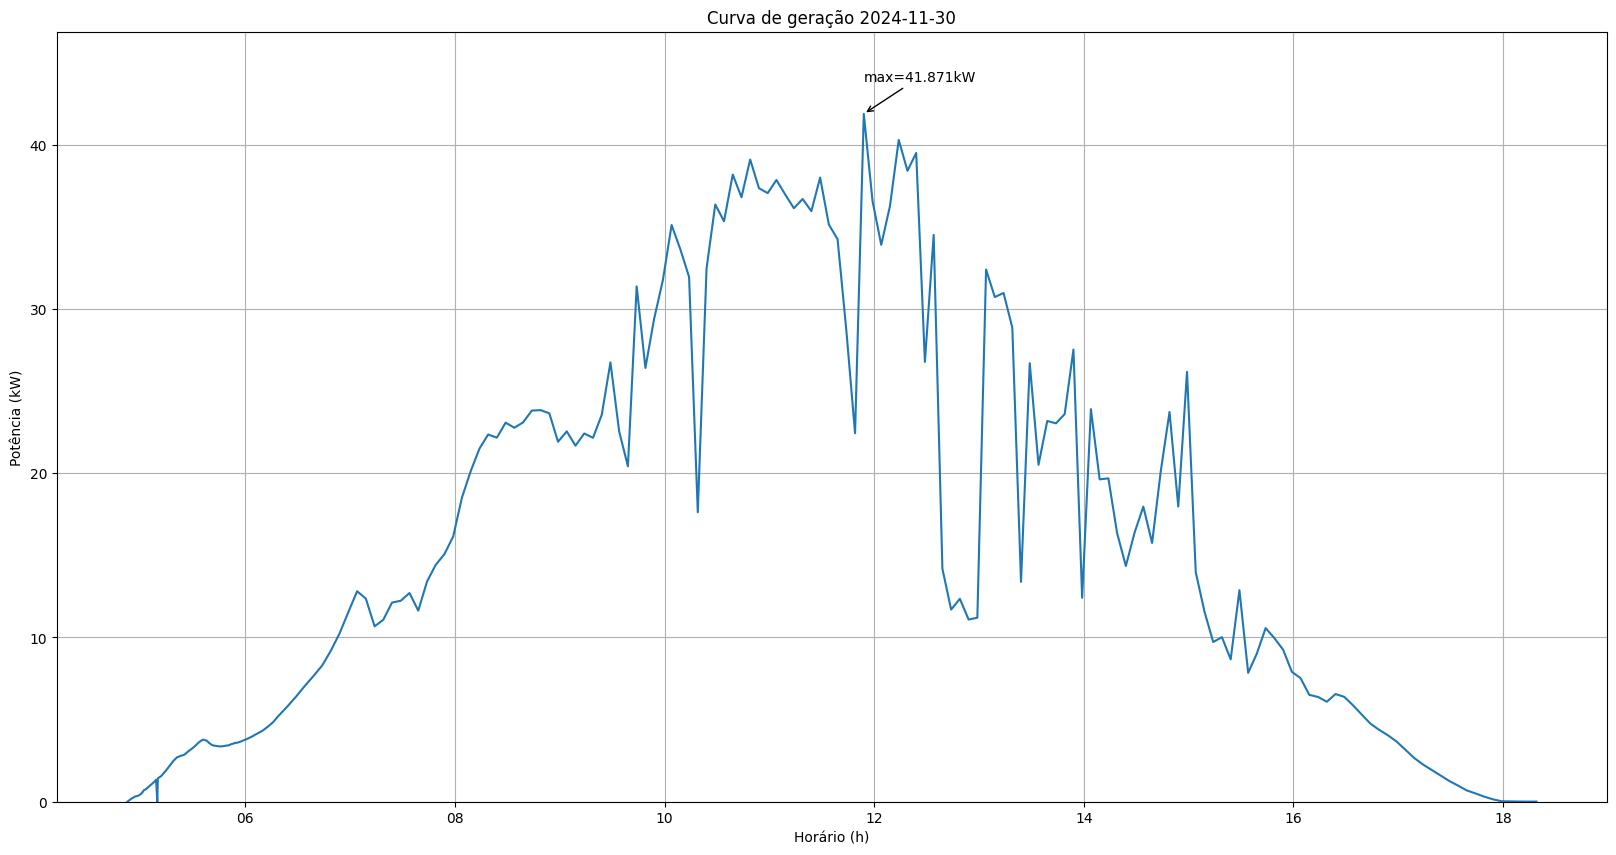 Curva de geração 2024-11-30
max=41.871kW
Potência (kW)
40
30
20
10
0
06 08 10 12 14 16 18
Horário (h)